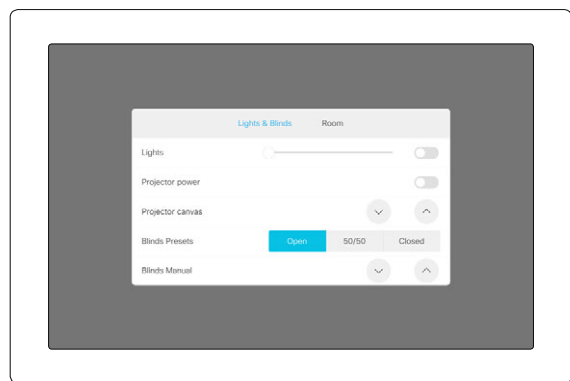 Lights & Blinds Room
Lights
Projector power
Projector canvas
Blinds Presets Open 50/50 Closed
Blinds Manual